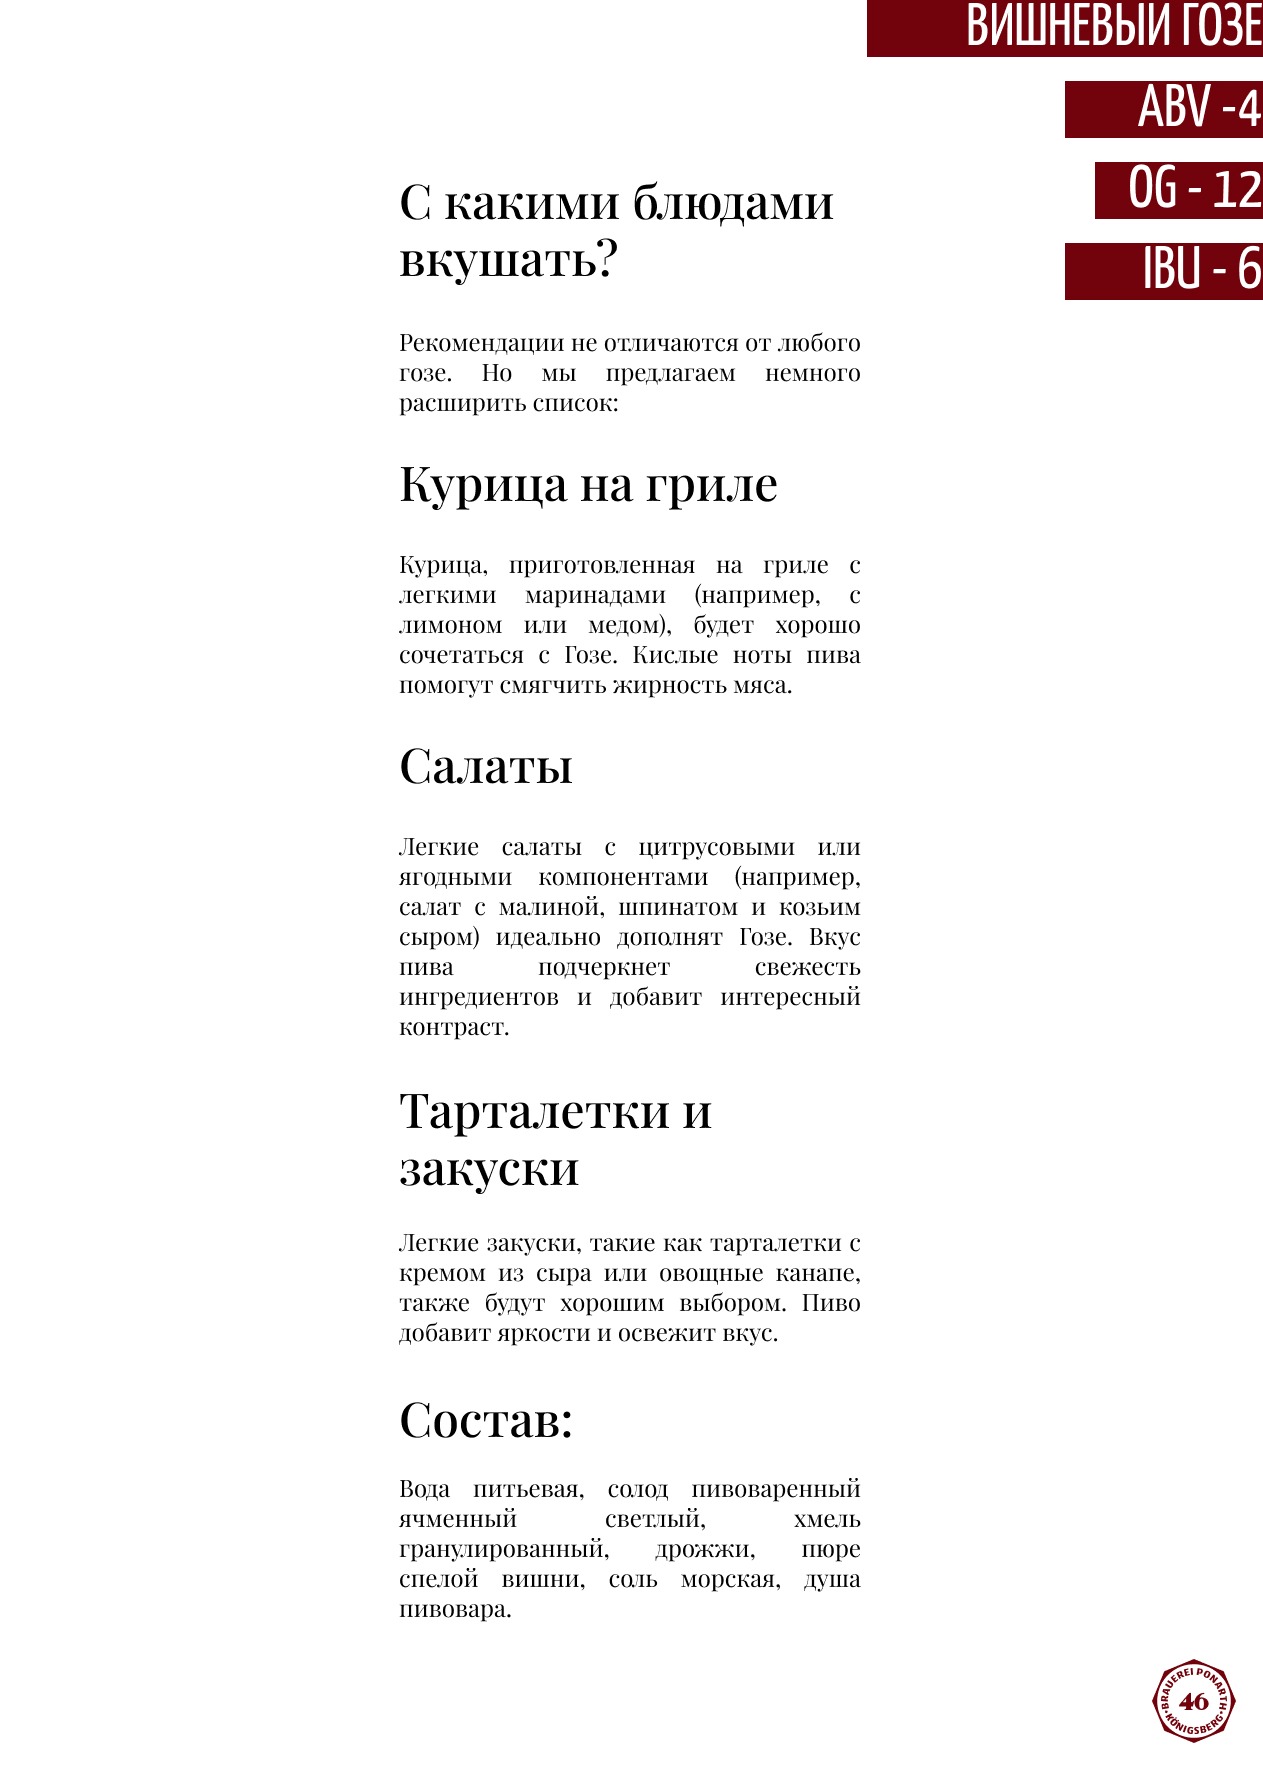 ВИШНЕВЫЙ ГОЗЕ
ABV -4
OG - 12
IBU - 6
С какими блюдами
вкушать?
Рекомендации не отличаются от любого
гозе. Но мы предлагаем немного
расширить список:
Курица на гриле
Курица, приготовленная на гриле с
легкими маринадами (например, с
лимоном или медом), будет хорошо
сочетаться с Гозе. Кислые ноты пива
помогут смягчить жирность мяса.
Салаты
Легкие салаты с цитрусовыми или
ягодными компонентами (например,
салат с малиной, шпинатом и козьим
сыром) идеально дополнят Гозе. Вкус
пива подчеркнет свежесть
ингредиентов и добавит интересный
контраст.
Тарталетки и
закуски
Легкие закуски, такие как тарталетки с
кремом из сыра или овощные канапе,
также будут хорошим выбором. Пиво
добавит яркости и освежит вкус.
Состав:
Вода питьевая, солод пивоваренный
ячменный светлый, хмель
гранулированный, дрожжи, пюре
спелой вишни, соль морская, душа
пивовара.
BRAUEREI PONARTH
46
KÖNIGSBERG